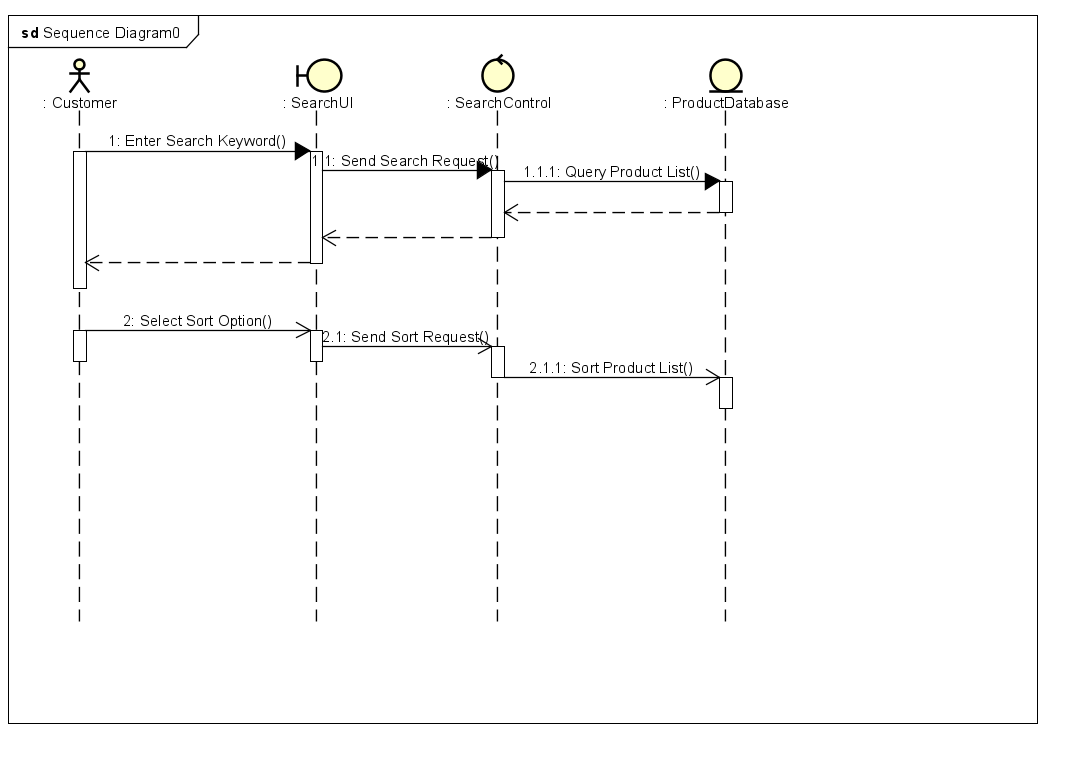 sd Sequence Diagram0
: Customer
: SearchUI
: SearchControl
: ProductDatabase
1: Enter Search Keyword()
1.1: Send Search Request()
1.1.1: Query Product List()
2: Select Sort Option()
2.1: Send Sort Request()
2.1.1: Sort Product List()